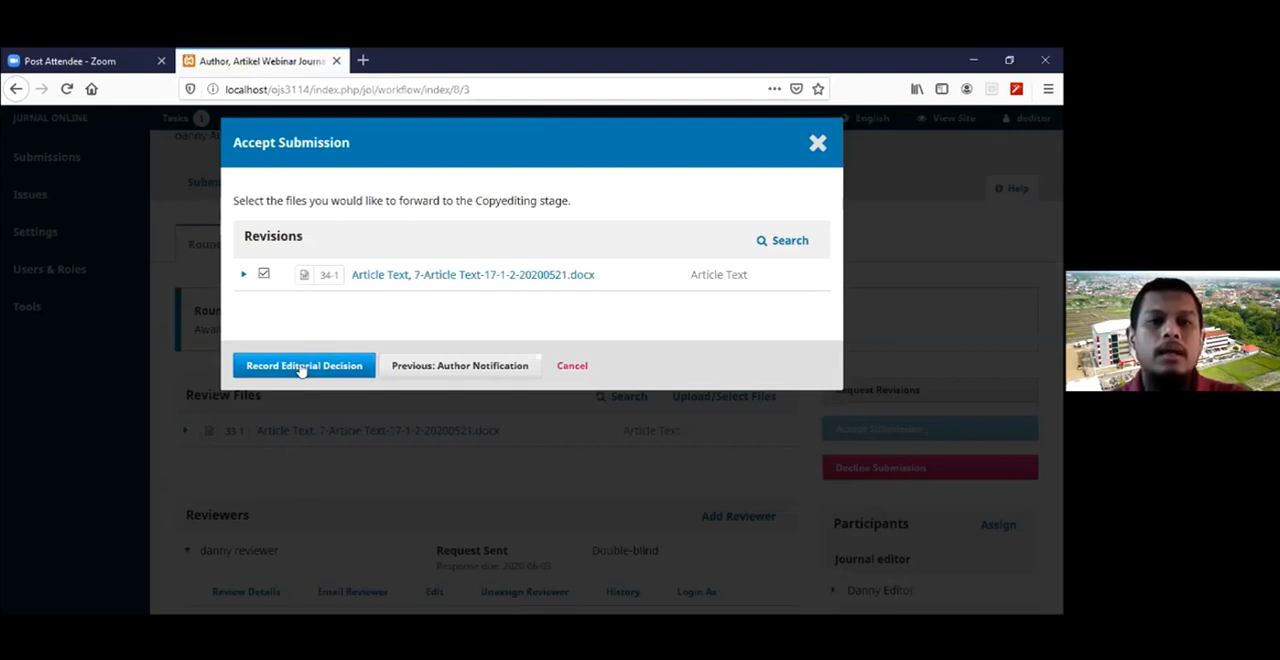 Post Attendee - Zoom
Author, Artikel Webinar Journa
localhost/ojs3114/index.php/jol/workflow/index/8/3
JURNAL ONLINE
Tasks 1
English
View Site
deditor
danny Au
Submissions
Issues
Settings
Users & Roles
Tools
Accept Submission
Submi
Help
Select the files you would like to forward to the Copyediting stage.
Roun
Revisions
Search
34-1 Article Text, 7-Article Text-17-1-2-20200521.docx Article Text
Roun
Awai
Record Editorial Decision
Previous: Author Notification
Cancel
Request Revisions
Review Files
Search
Upload/Select Files
33-1 Article Text, 7-Article Text-17-1-2-20200521.docx Article Text
Accept Submission
Decline Submission
Reviewers
Add Reviewer
Participants
Assign
danny reviewer
Request Sent
Response due: 2020-06-03
Double-blind
Journal editor
Review Details
Email Reviewer
Edit
Unassign Reviewer
History
Login As
Danny Editor